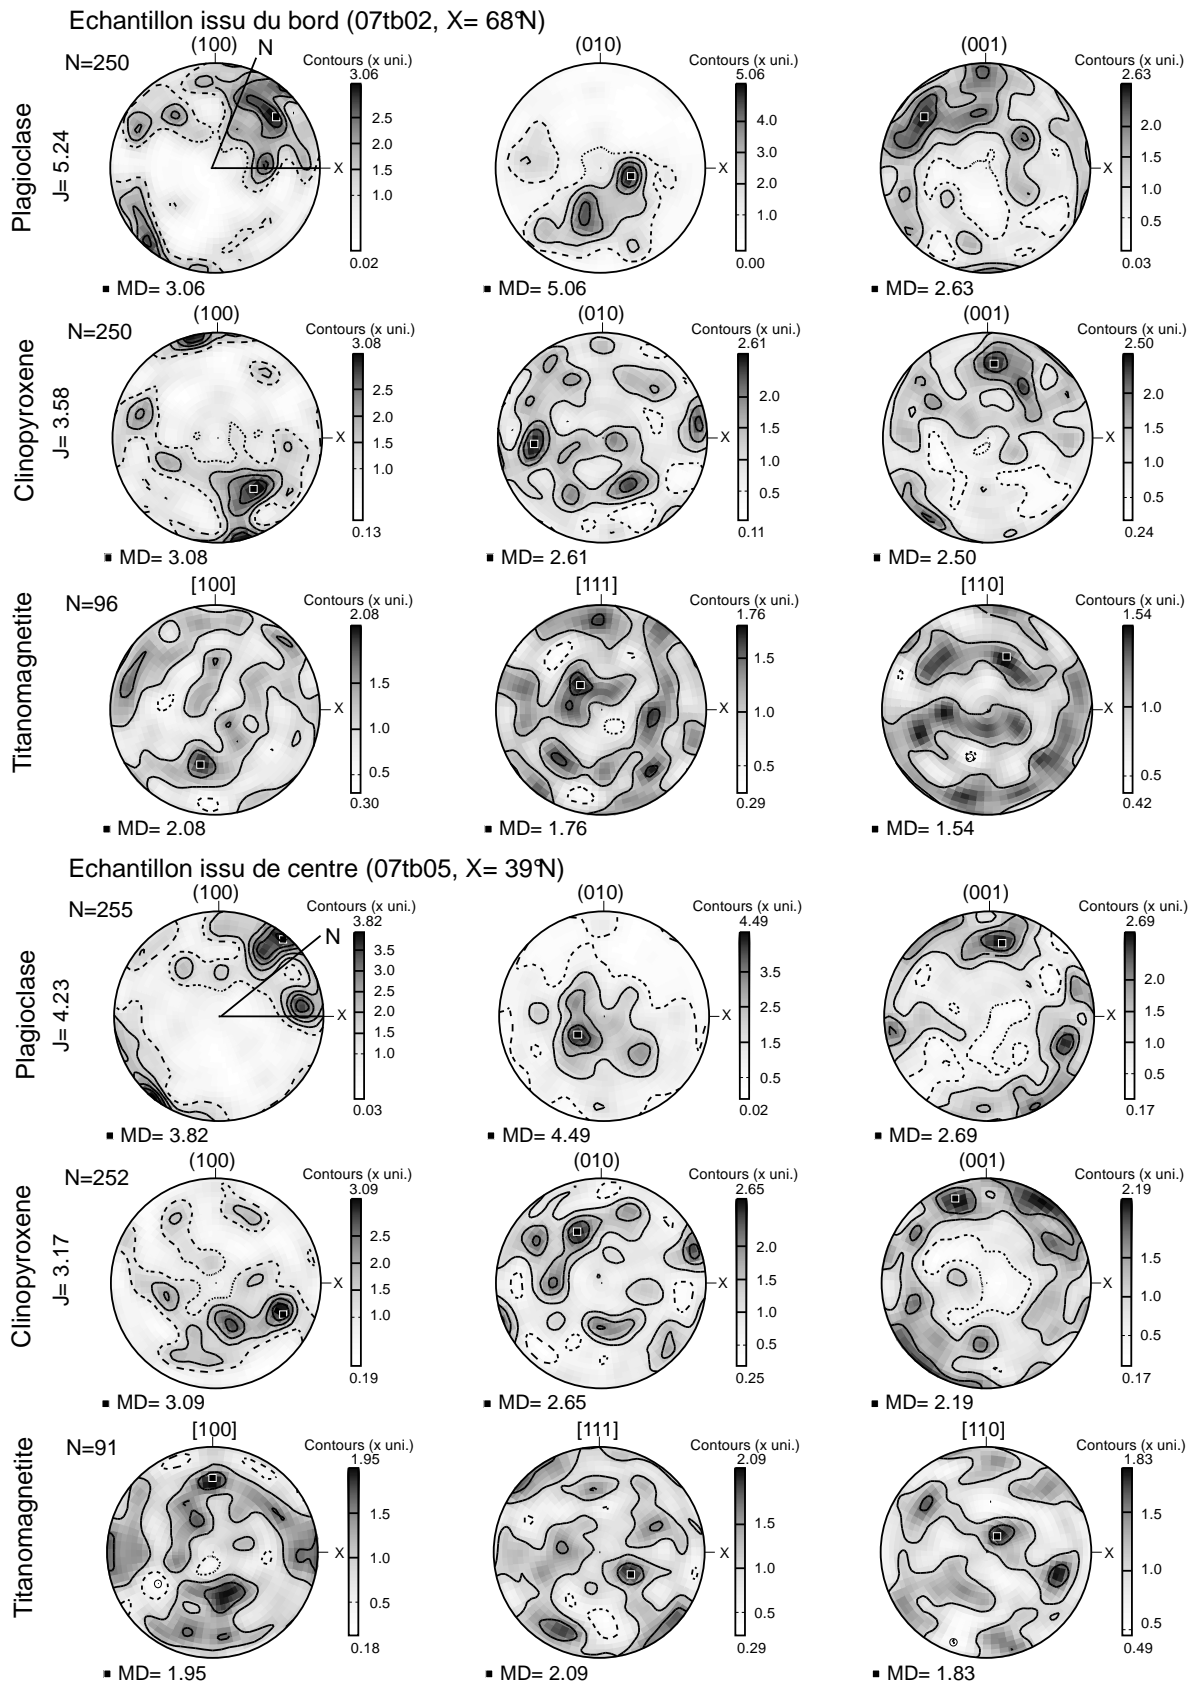 Echantillon issu du bord (07tb02, X= 68°N)
Plagioclase
J= 5.24
N=250
(100)
N
X
Contours (x uni.)
3.06
2.5
2.0
1.5
1.0
0.02
MD= 3.06
(010)
X
Contours (x uni.)
5.06
4.0
3.0
2.0
1.0
0.00
MD= 5.06
(001)
X
Contours (x uni.)
2.63
2.0
1.5
1.0
0.5
0.03
MD= 2.63
Clinopyroxene
J= 3.58
N=250
(100)
X
Contours (x uni.)
3.08
2.5
2.0
1.5
1.0
0.13
MD= 3.08
(010)
X
Contours (x uni.)
2.61
2.0
1.5
1.0
0.5
0.11
MD= 2.61
(001)
X
Contours (x uni.)
2.50
2.0
1.5
1.0
0.5
0.24
MD= 2.50
Titanomagnetite
N=96
[100]
X
Contours (x uni.)
2.08
1.5
1.0
0.5
0.30
MD= 2.08
[111]
X
Contours (x uni.)
1.76
1.5
1.0
0.5
0.29
MD= 1.76
[110]
X
Contours (x uni.)
1.54
1.0
0.5
0.42
MD= 1.54
Echantillon issu de centre (07tb05, X= 39°N)
Plagioclase
J= 4.23
N=255
(100)
N
X
Contours (x uni.)
3.82
3.5
3.0
2.5
2.0
1.5
1.0
0.03
MD= 3.82
(010)
X
Contours (x uni.)
4.49
3.5
2.5
1.5
0.5
0.02
MD= 4.49
(001)
X
Contours (x uni.)
2.69
2.0
1.5
1.0
0.5
0.17
MD= 2.69
Clinopyroxene
J= 3.17
N=252
(100)
X
Contours (x uni.)
3.09
2.5
2.0
1.5
1.0
0.19
MD= 3.09
(010)
X
Contours (x uni.)
2.65
2.0
1.5
1.0
0.5
0.25
MD= 2.65
(001)
X
Contours (x uni.)
2.19
1.5
1.0
0.5
0.17
MD= 2.19
Titanomagnetite
N=91
[100]
X
Contours (x uni.)
1.95
1.5
1.0
0.5
0.18
MD= 1.95
[111]
X
Contours (x uni.)
2.09
1.5
1.0
0.5
0.29
MD= 2.09
[110]
X
Contours (x uni.)
1.83
1.5
1.0
0.5
0.49
MD= 1.83